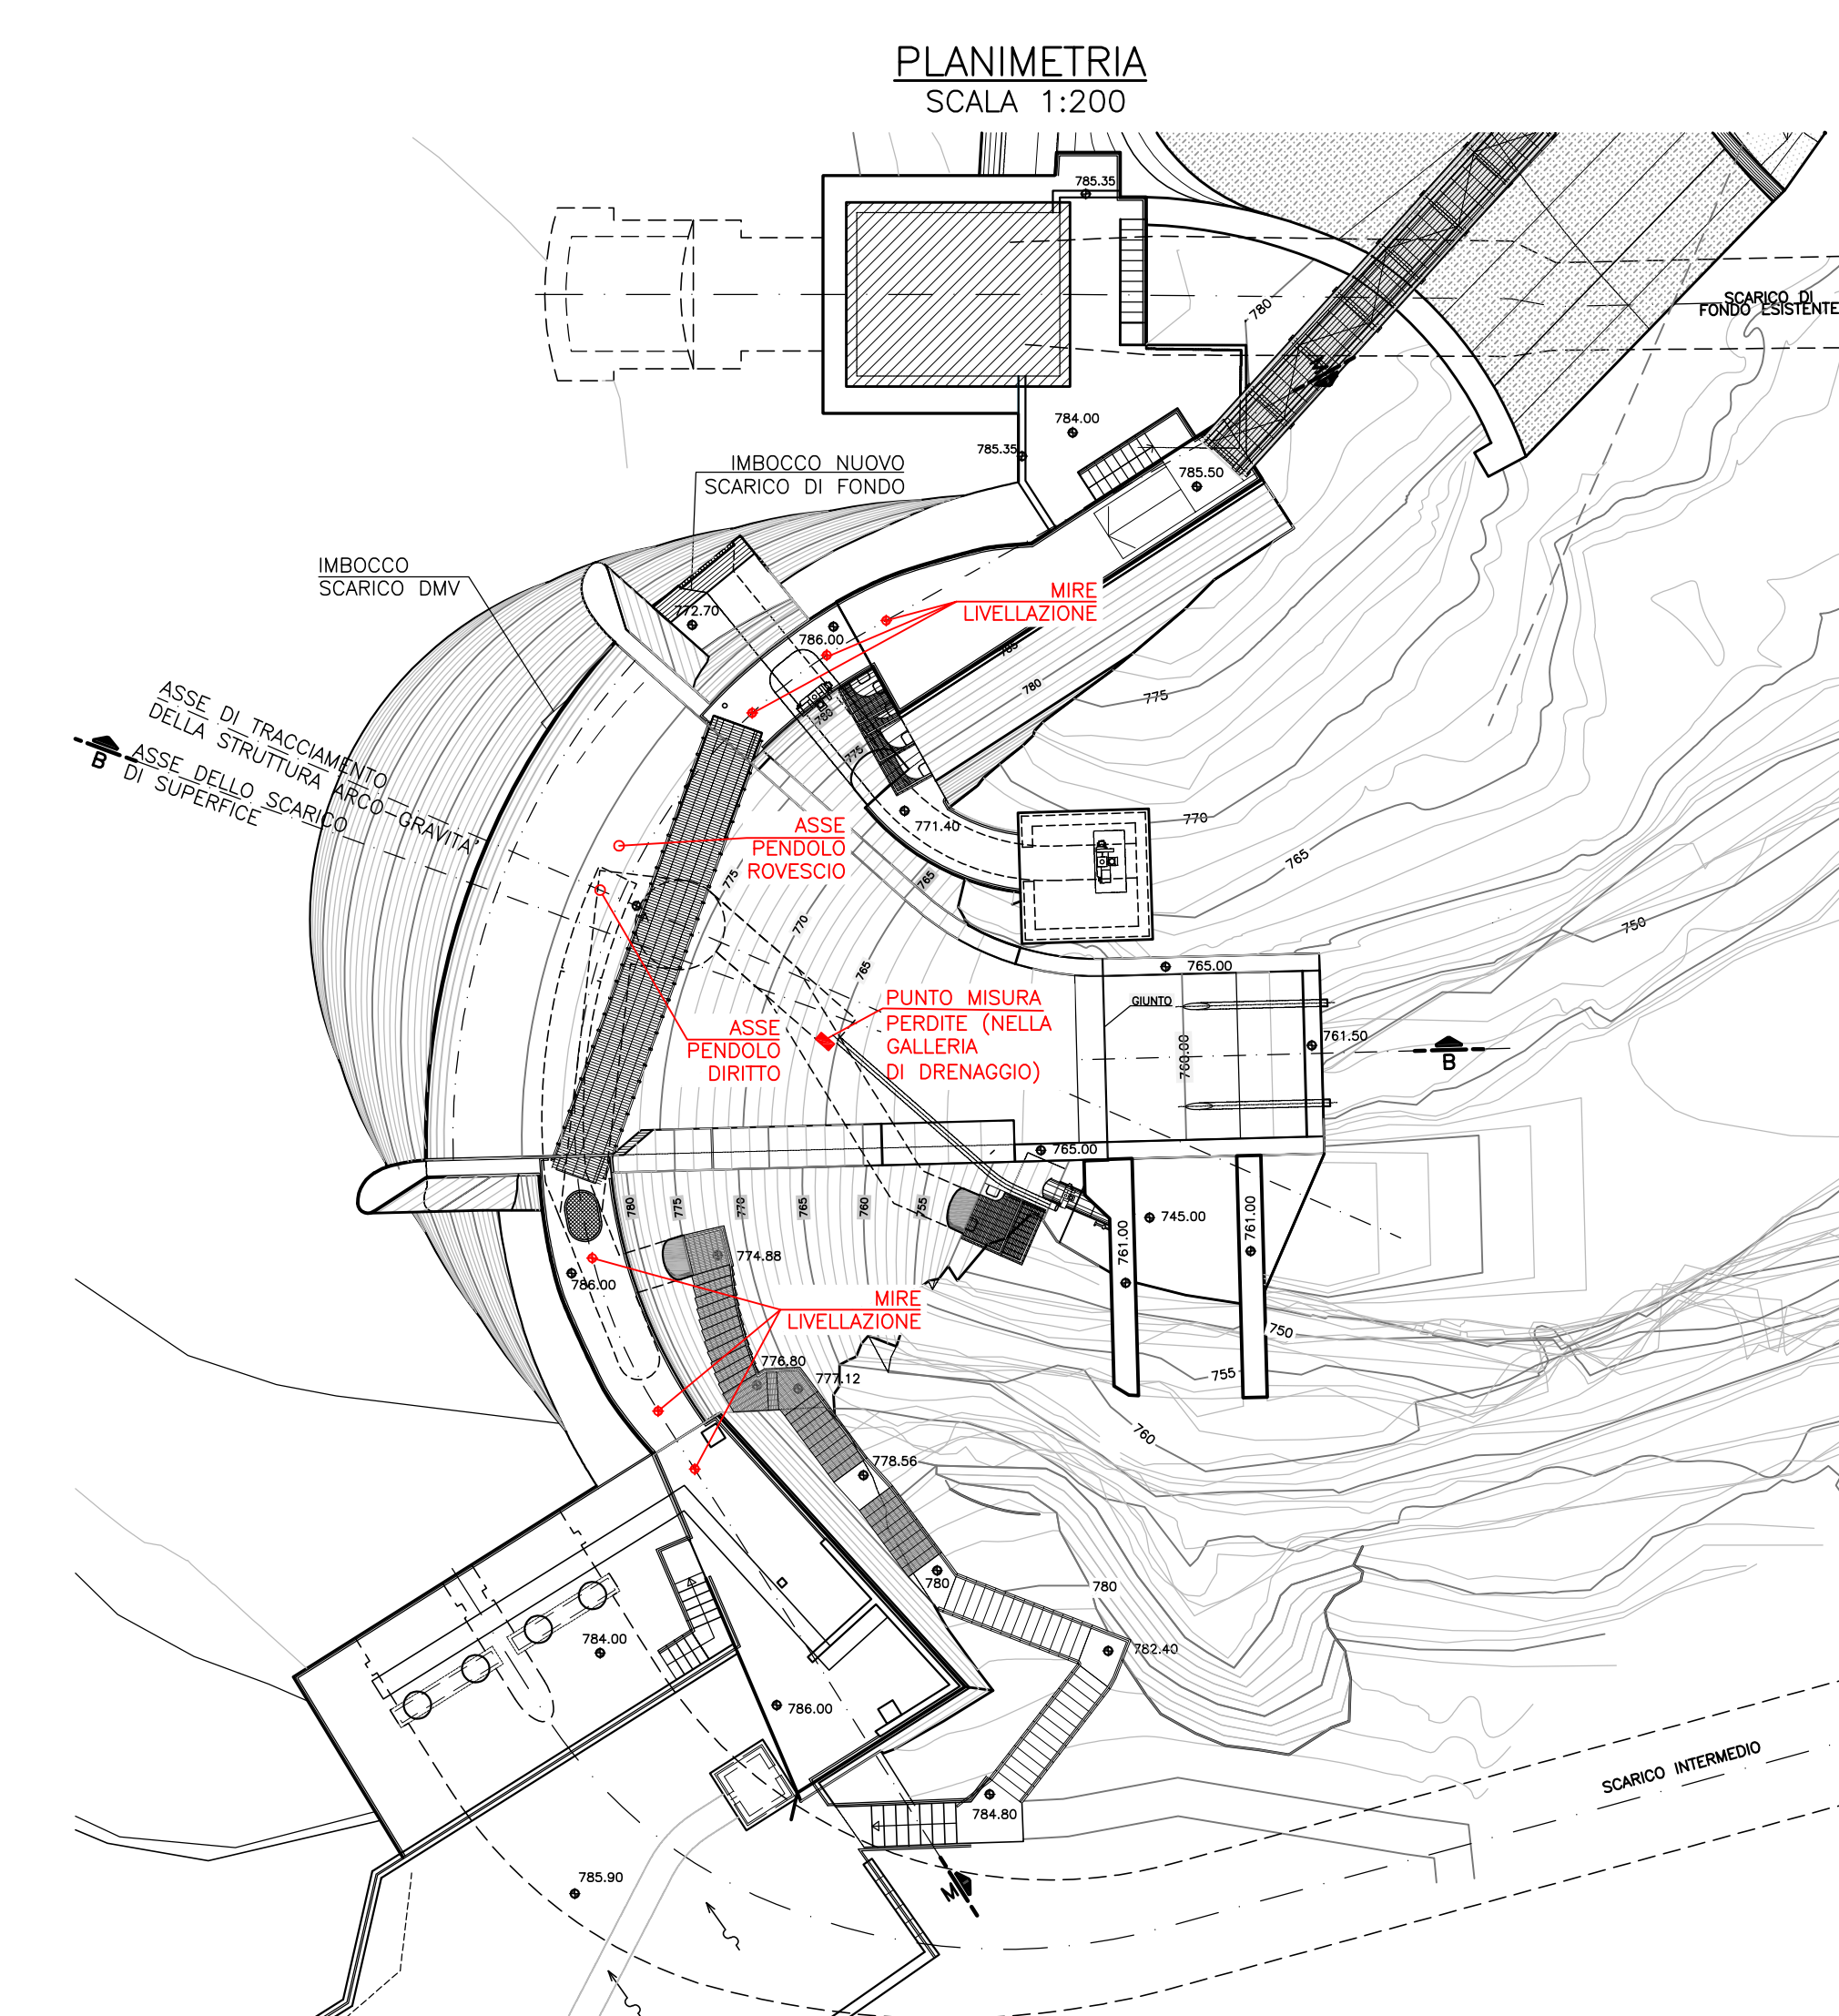 PLANIMETRIA
SCALA 1:200
785.35
780
SCARICO DI
FONDO ESISTENTE
784.00
785.35
785.50
IMBOCCO NUOVO
SCARICO DI FONDO
IMBOCCO
SCARICO DMV
772.70
786.00
MIRE
LIVELLAZIONE
785
780
775
780
775
ASSE DI TRACCIAMENTO
DELLA STRUTTURA ARCO-GRAVITA'
B
ASSE DELLO SCARICO
DI SUPERFICE
771.40
770
765
ASSE
PENDOLO
ROVESCIO
775
765
770
765
750
765.00
PUNTO MISURA
PERDITE (NELLA
GALLERIA
DI DRENAGGIO)
GIUNTO
760.00
761.50
B
ASSE
PENDOLO
DIRITTO
765.00
780
775
770
765
760
755
745.00
761.00
761.00
774.88
786.00
MIRE
LIVELLAZIONE
750
755
776.80
777.12
760
778.56
780
780
784.00
782.40
786.00
SCARICO INTERMEDIO
784.80
785.90
M